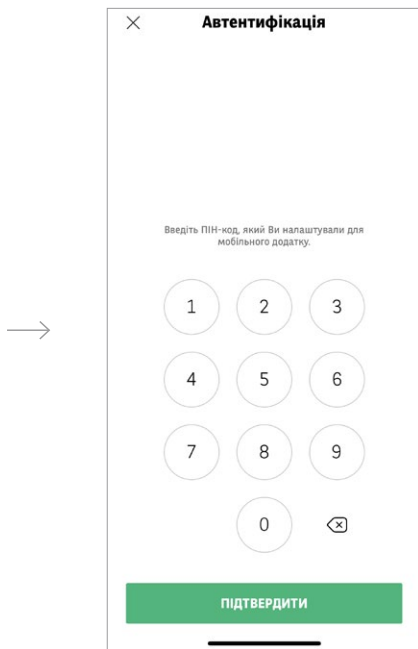 Автентифікація
Введіть ПІН-код, який Ви налаштували для
мобільного додатку.
1 2 3
4 5 6
7 8 9
0
ПІДТВЕРДИТИ